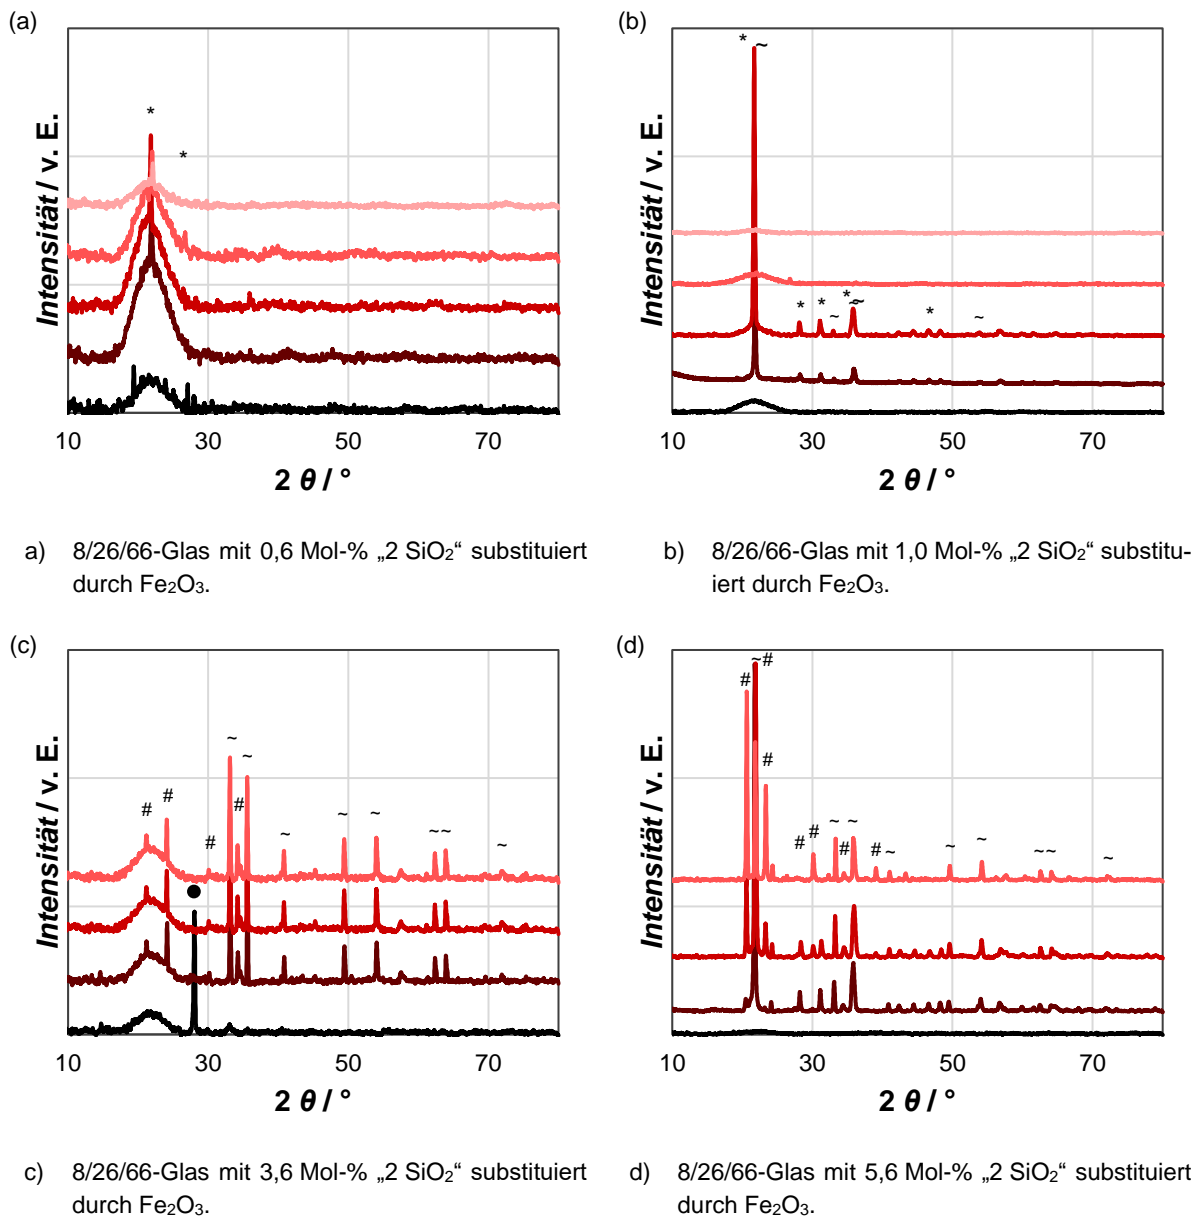 (a)
(b)
*
~
*
*
Intensität / v. E.
Intensität / v. E.
* * ~ * ~~ * ~
10 30 50 70
10 30 50 70
2 θ / °
2 θ / °
a) 8/26/66-Glas mit 0,6 Mol-% „2 SiO₂“ substituiert
durch Fe₂O₃.
b) 8/26/66-Glas mit 1,0 Mol-% „2 SiO₂“ substitu-
iert durch Fe₂O₃.
(c)
(d)
# # # ~ # ~ ~ ~ ~ ~~ ~
●
# ~# # # # ~ # ~ # ~ ~ ~ ~~ ~
Intensität / v. E.
Intensität / v. E.
10 30 50 70
10 30 50 70
2 θ / °
2 θ / °
c) 8/26/66-Glas mit 3,6 Mol-% „2 SiO₂“ substituiert
durch Fe₂O₃.
d) 8/26/66-Glas mit 5,6 Mol-% „2 SiO₂“ substituiert
durch Fe₂O₃.